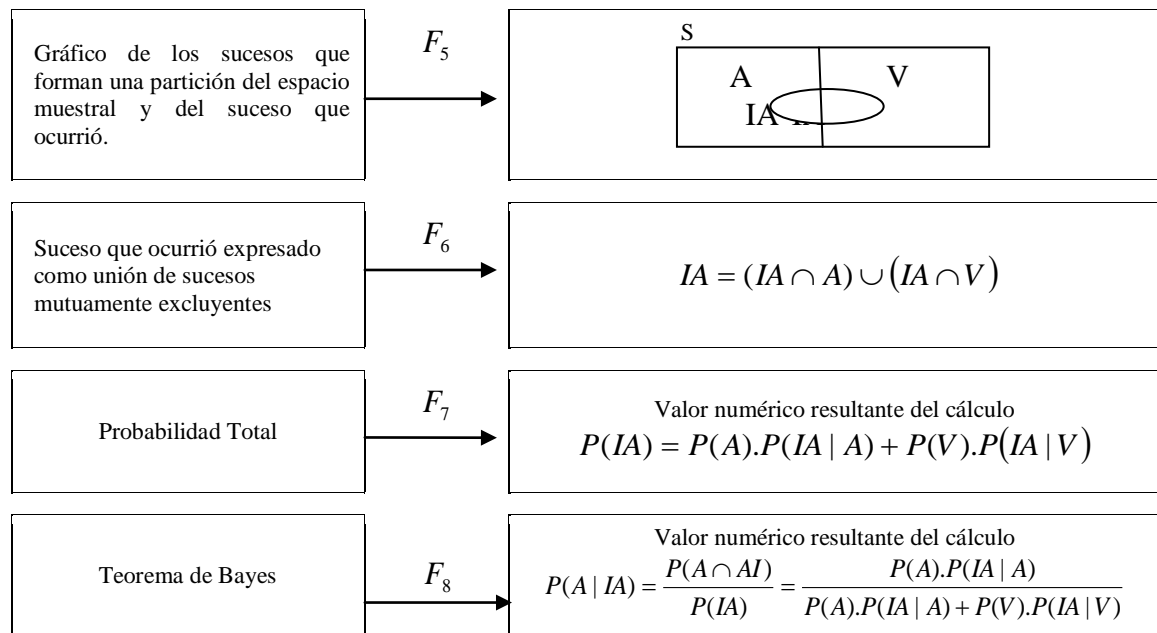 Gráfico de los sucesos que
forman una partición del espacio
muestral y del suceso que
ocurrió.
F₅
S
A V
IA
Suceso que ocurrió expresado
como unión de sucesos
mutuamente excluyentes
F₆
IA = (IA ∩ A) ∪ (IA ∩ V)
Probabilidad Total
F₇
Valor numérico resultante del cálculo
P(IA) = P(A).P(IA | A) + P(V).P(IA | V)
Teorema de Bayes
F₈
Valor numérico resultante del cálculo
P(A | IA) = P(A ∩ AI) / P(IA) = P(A).P(IA | A) / P(A).P(IA | A) + P(V).P(IA | V)